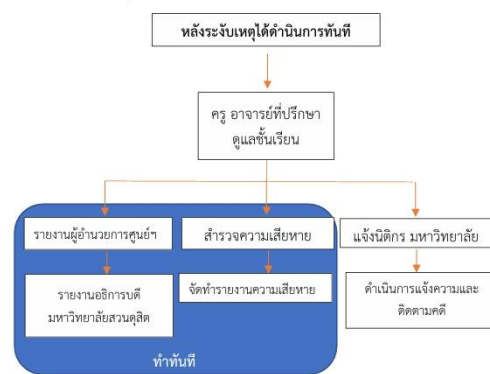 หลังระงับเหตุได้ดำเนินการทันที
ครู อาจารย์ที่ปรึกษา
ดูแลชั้นเรียน
รายงานผู้อำนวยการศูนย์ฯ
สำรวจความเสียหาย
แจ้งนิติกร มหาวิทยาลัย
รายงานอธิการบดี
มหาวิทยาลัยสวนดุสิต
จัดทำรายงานความเสียหาย
ดำเนินการแจ้งความและ
ติดตามคดี
ทำทันที